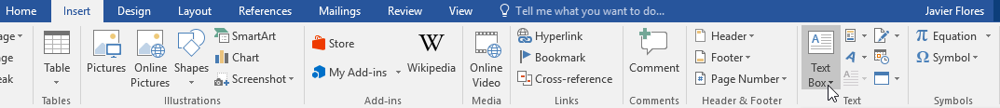 Home Insert Design Layout References Mailings Review View Tell me what you want to do... Javier Flores
age
age
eak
Table
Tables
Pictures
Online Pictures
Shapes
SmartArt
Chart
Screenshot
Illustrations
Store
My Add-ins
W
Wikipedia
Add-ins
Online Video
Media
Hyperlink
Bookmark
Cross-reference
Links
Comment
Comments
Header
Footer
Page Number
Header & Footer
A
Text Box
A
A
Text
π Equation
Ω Symbol
Symbols